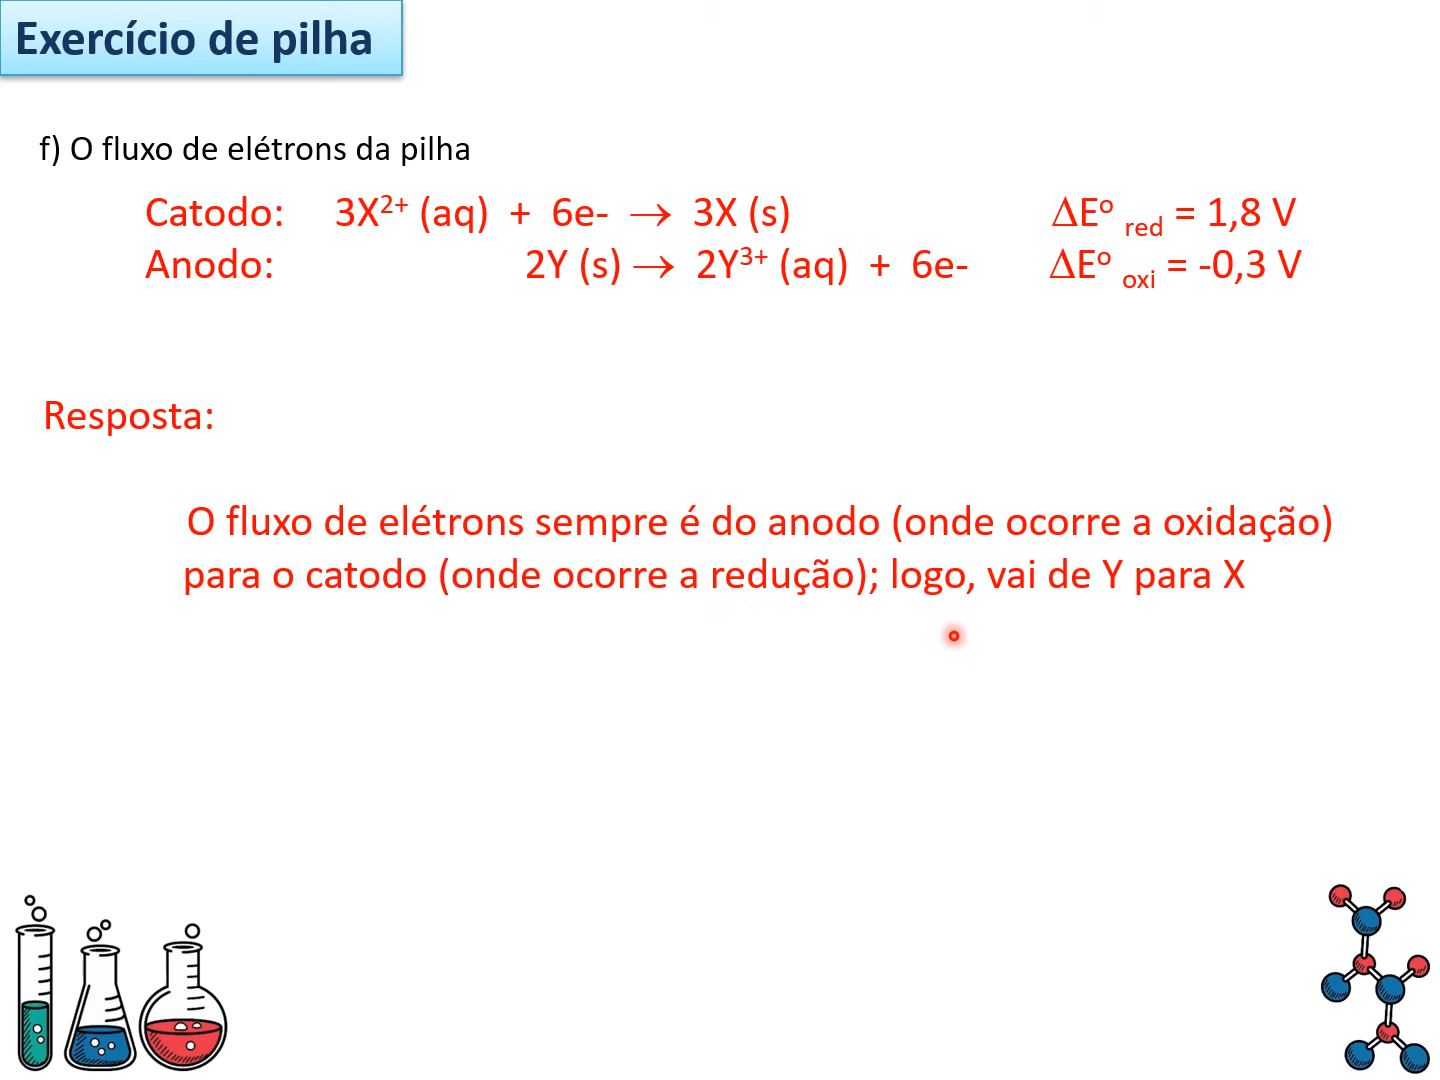 Exercício de pilha
f) O fluxo de elétrons da pilha
Catodo: 3X²⁺ (aq) + 6e- → 3X (s) ΔEº red = 1,8 V
Anodo: 2Y (s) → 2Y³⁺ (aq) + 6e- ΔEº oxi = -0,3 V
Resposta:
O fluxo de elétrons sempre é do anodo (onde ocorre a oxidação)
para o catodo (onde ocorre a redução); logo, vai de Y para X